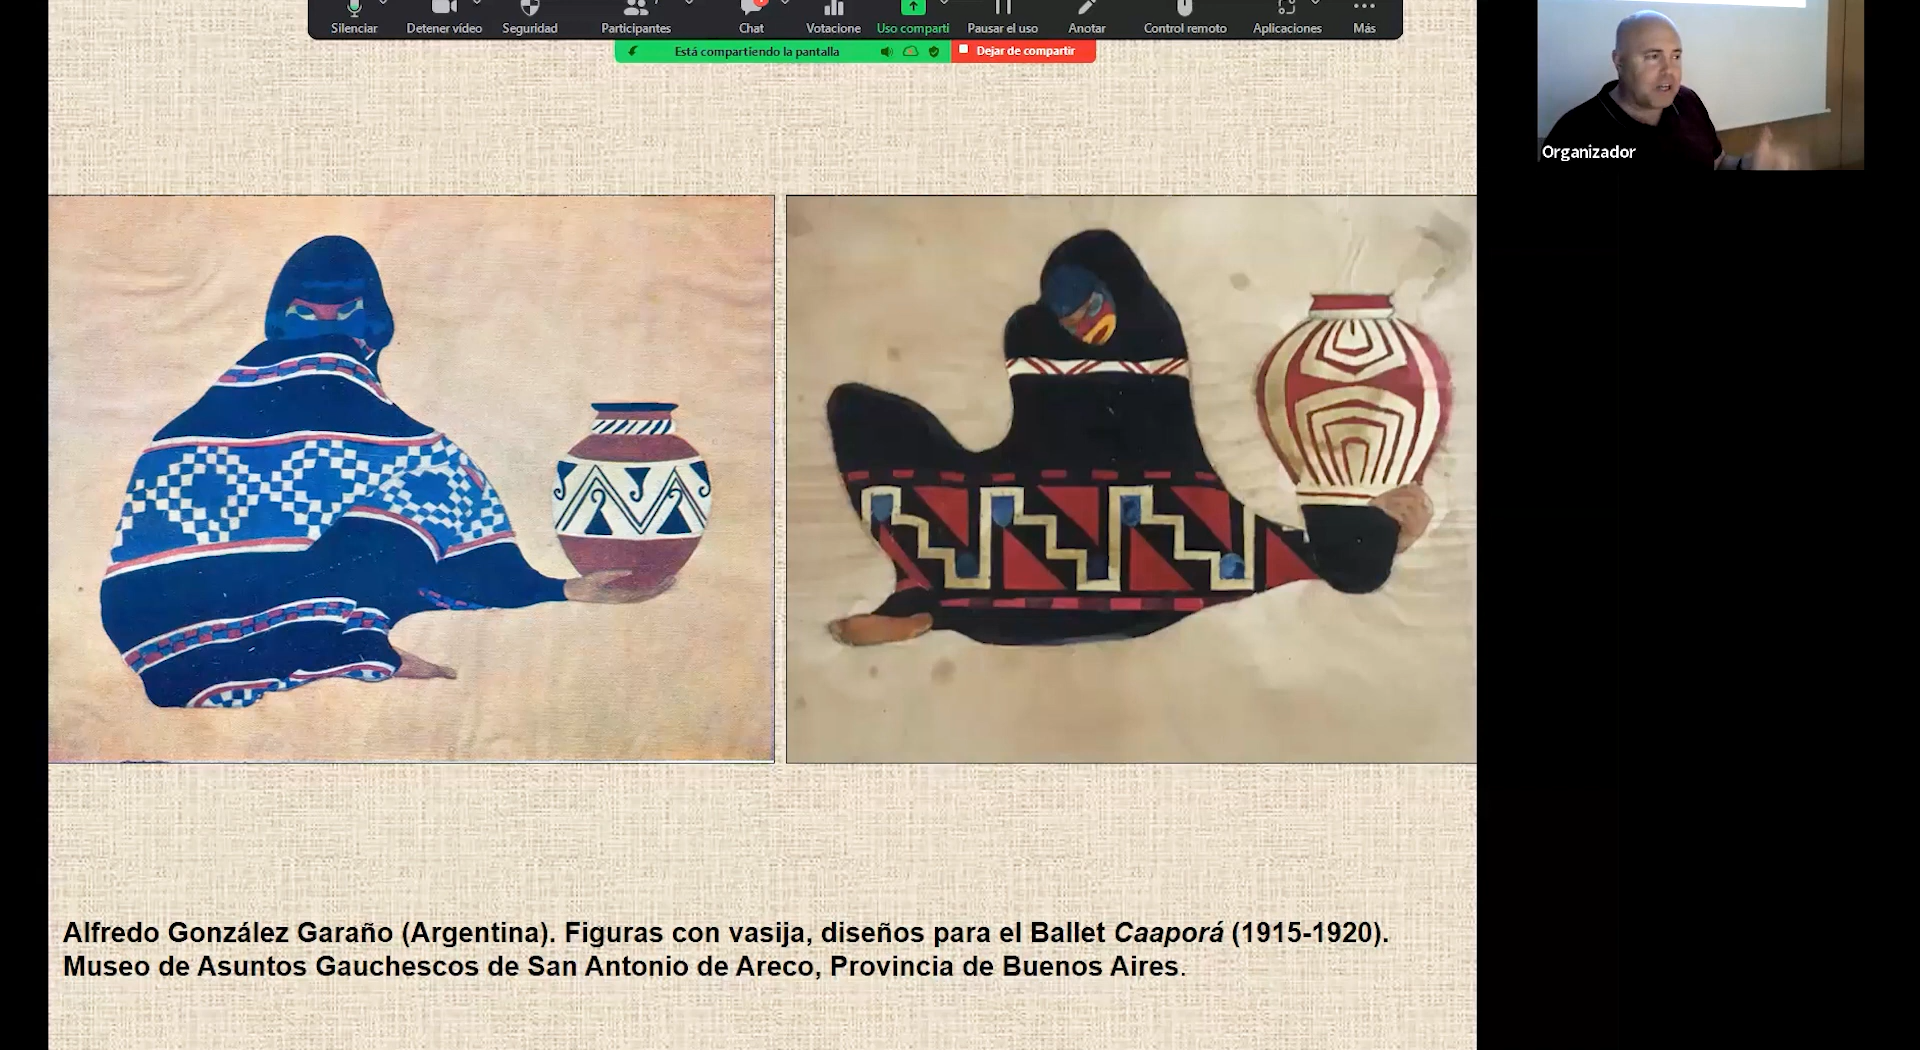 Silenciar
Detener vídeo
Seguridad
Participantes
Chat
Votacione
Uso comparti
Pausar el uso
Anotar
Control remoto
Aplicaciones
Más
Está compartiendo la pantalla
Dejar de compartir
Organizador
Alfredo González Garaño (Argentina). Figuras con vasija, diseños para el Ballet Caaporá (1915-1920).
Museo de Asuntos Gauchescos de San Antonio de Areco, Provincia de Buenos Aires.